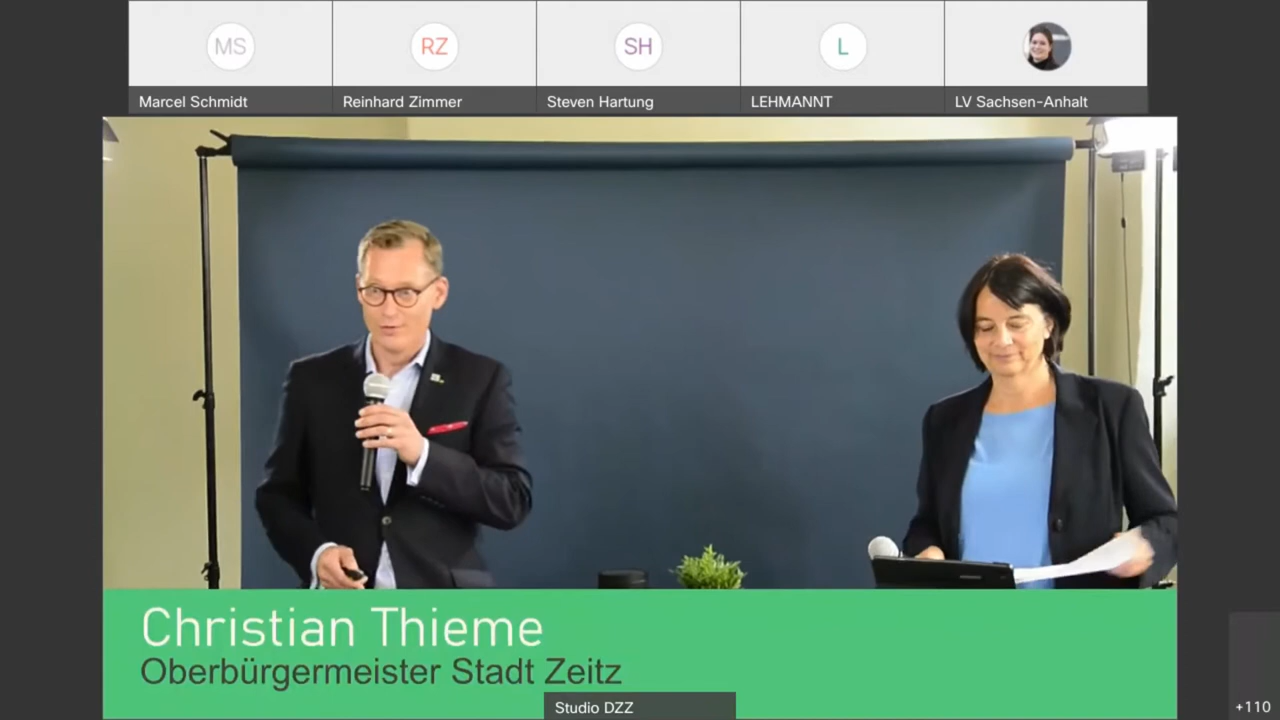 MS
RZ
SH
L
Marcel Schmidt
Reinhard Zimmer
Steven Hartung
LEHMANNT
LV Sachsen-Anhalt
Christian Thieme
Oberbürgermeister Stadt Zeitz
Studio DZZ
+110